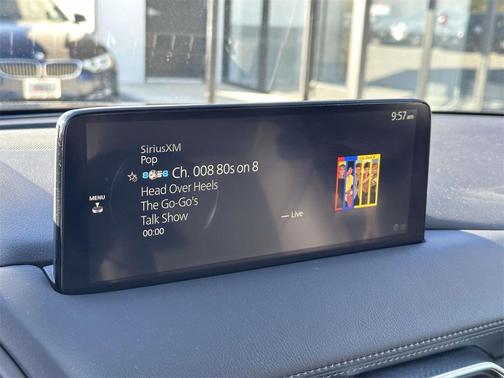 9:57am
SiriusXM
Pop
Ch. 008 80s on 8
MENU
Head Over Heels
The Go-Go's
Talk Show
— Live
00:00